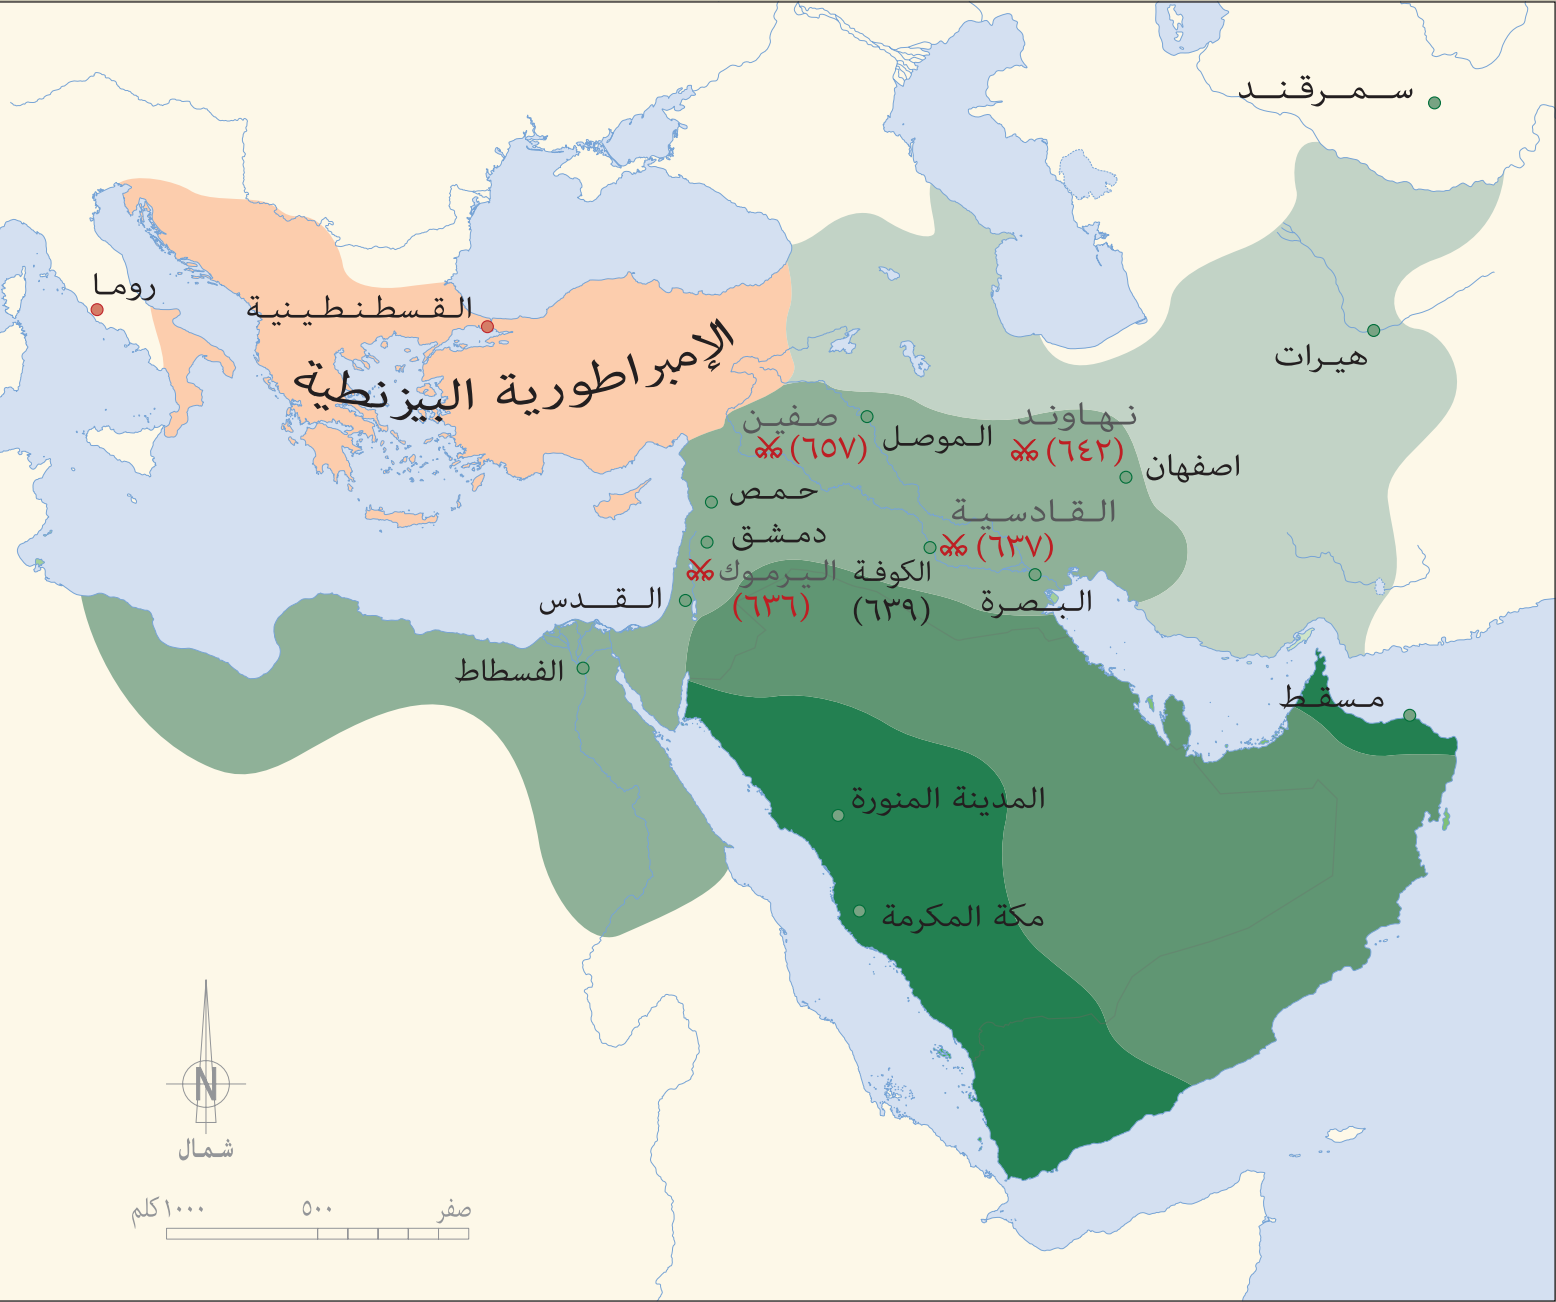 سمرقند
روما
القسطنطينية
الإمبراطورية البيزنطية
هيرات
نهاوند
(٦٤٢)
صفين
(٦٥٧)
الموصل
اصفهان
حمص
القادسية
(٦٣٧)
دمشق
اليرموك
(٦٣٦)
الكوفة
(٦٣٩)
البصرة
القدس
الفسطاط
مسقط
المدينة المنورة
مكة المكرمة
N
شمال
صفر ٥٠٠ ١٠٠٠ كلم